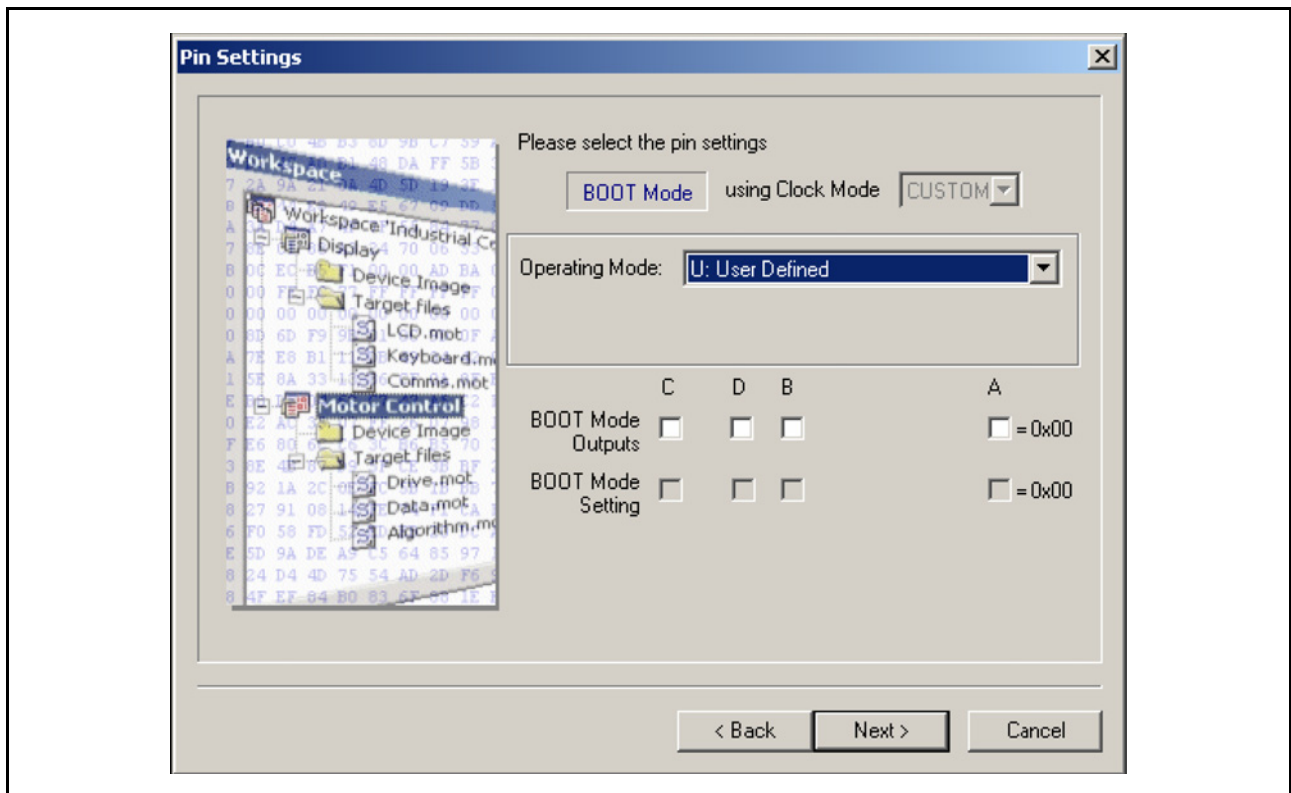 Pin Settings
Please select the pin settings
BOOT Mode using Clock Mode CUSTOM
Operating Mode: U: User Defined
C D B A
BOOT Mode Outputs = 0x00
BOOT Mode Setting = 0x00
Workspace
Workspace 'Industrial Co
Display
Device Image
Target files
LCD.mot
Keyboard.mo
Comms.mot
Motor Control
Device Image
Target files
Drive.mot
Data.mot
Algorithm.mo
< Back Next > Cancel